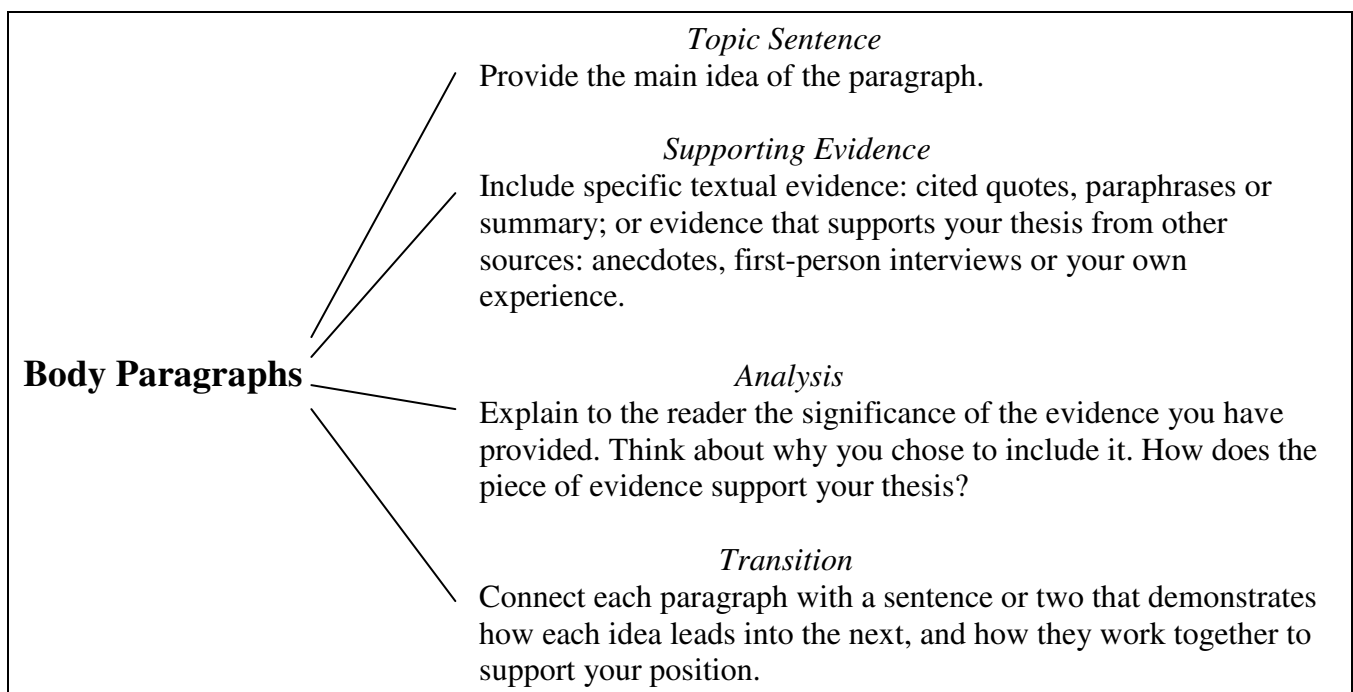 Topic Sentence
Provide the main idea of the paragraph.
Supporting Evidence
Include specific textual evidence: cited quotes, paraphrases or
summary; or evidence that supports your thesis from other
sources: anecdotes, first-person interviews or your own
experience.
Body Paragraphs
Analysis
Explain to the reader the significance of the evidence you have
provided. Think about why you chose to include it. How does the
piece of evidence support your thesis?
Transition
Connect each paragraph with a sentence or two that demonstrates
how each idea leads into the next, and how they work together to
support your position.